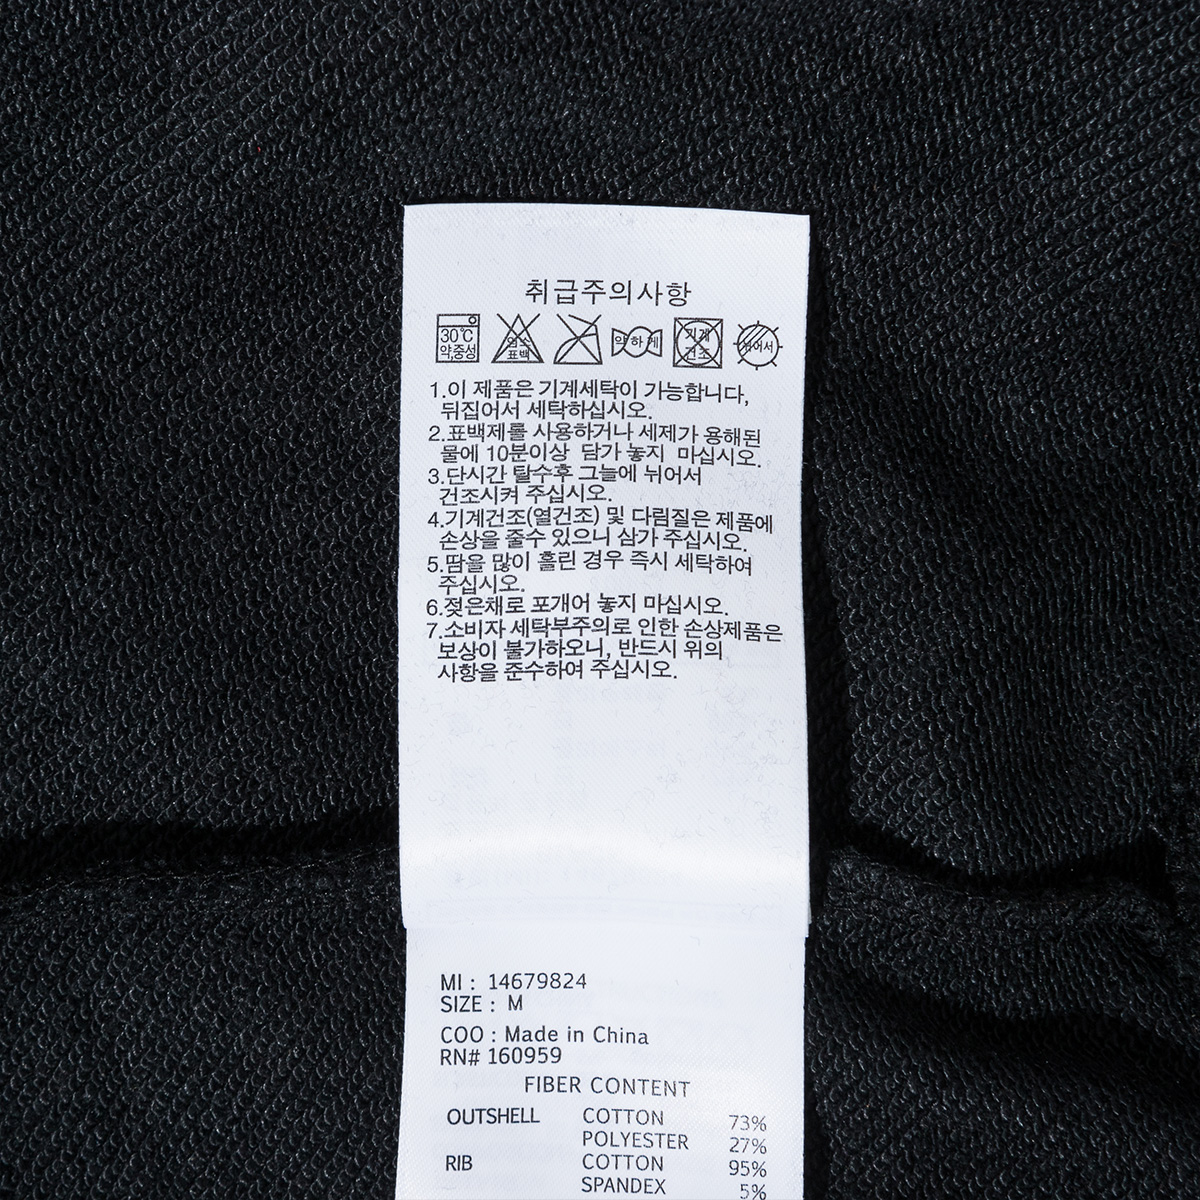 취급주의사항
30℃
약,중성
염소
표백
약하게
기계
건조
뉘어서
1.이 제품은 기계세탁이 가능합니다,
뒤집어서 세탁하십시오.
2.표백제를 사용하거나 세제가 용해된
물에 10분이상 담가 놓지 마십시오.
3.단시간 탈수후 그늘에 뉘어서
건조시켜 주십시오.
4.기계건조(열건조) 및 다림질은 제품에
손상을 줄수 있으니 삼가 주십시오.
5.땀을 많이 흘린 경우 즉시 세탁하여
주십시오.
6.젖은채로 포개어 놓지 마십시오.
7.소비자 세탁부주의로 인한 손상제품은
보상이 불가하오니, 반드시 위의
사항을 준수하여 주십시오.
MI : 14679824
SIZE : M
COO : Made in China
RN# 160959
FIBER CONTENT
OUTSHELL COTTON 73%
POLYESTER 27%
RIB COTTON 95%
SPANDEX 5%